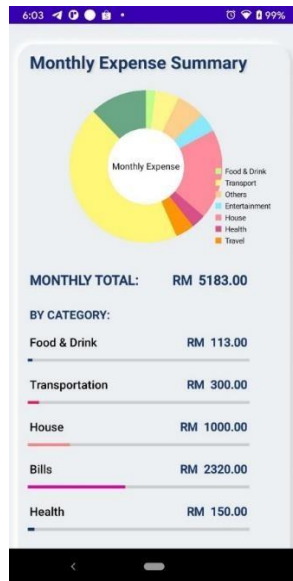 6:03
99%
Monthly Expense Summary
Monthly Expense
Food & Drink
Transport
Others
Entertainment
House
Health
Travel
MONTHLY TOTAL: RM 5183.00
BY CATEGORY:
Food & Drink RM 113.00
Transportation RM 300.00
House RM 1000.00
Bills RM 2320.00
Health RM 150.00